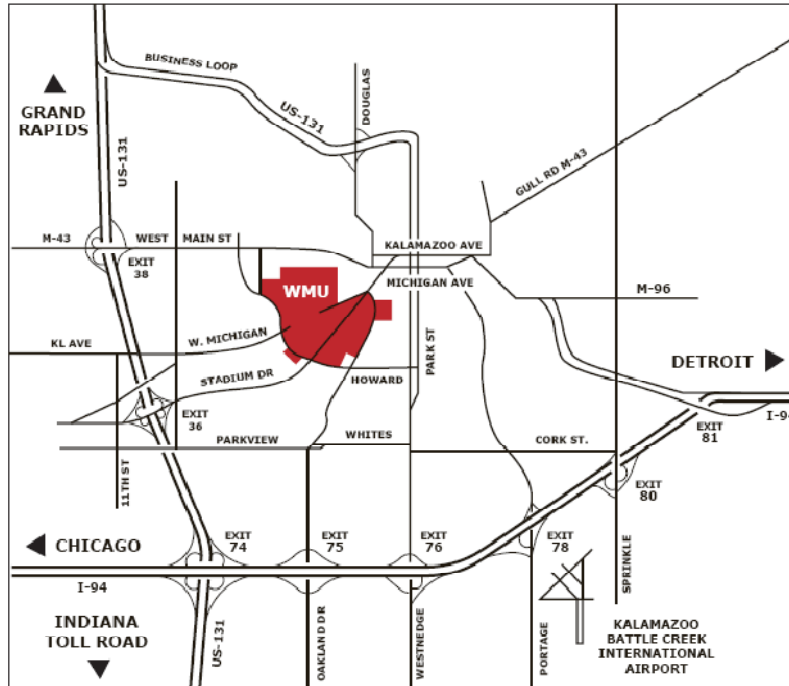 BUSINESS LOOP
US-131
DOUGLAS
GRAND
RAPIDS
US-131
GULL RD M-43
M-43
WEST
MAIN ST
EXIT
38
KALAMAZOO AVE
MICHIGAN AVE
WMU
M-96
KL AVE
W. MICHIGAN
STADIUM DR
PARK ST
HOWARD
DETROIT
I-94
EXIT
36
EXIT
81
PARKVIEW
WHITES
CORK ST.
11TH ST
EXIT
80
CHICAGO
EXIT
74
EXIT
75
EXIT
76
EXIT
78
I-94
SPRINKLE
INDIANA
TOLL ROAD
US-131
OAKLAND DR
WESTNEDGE
PORTAGE
KALAMAZOO
BATTLE CREEK
INTERNATIONAL
AIRPORT